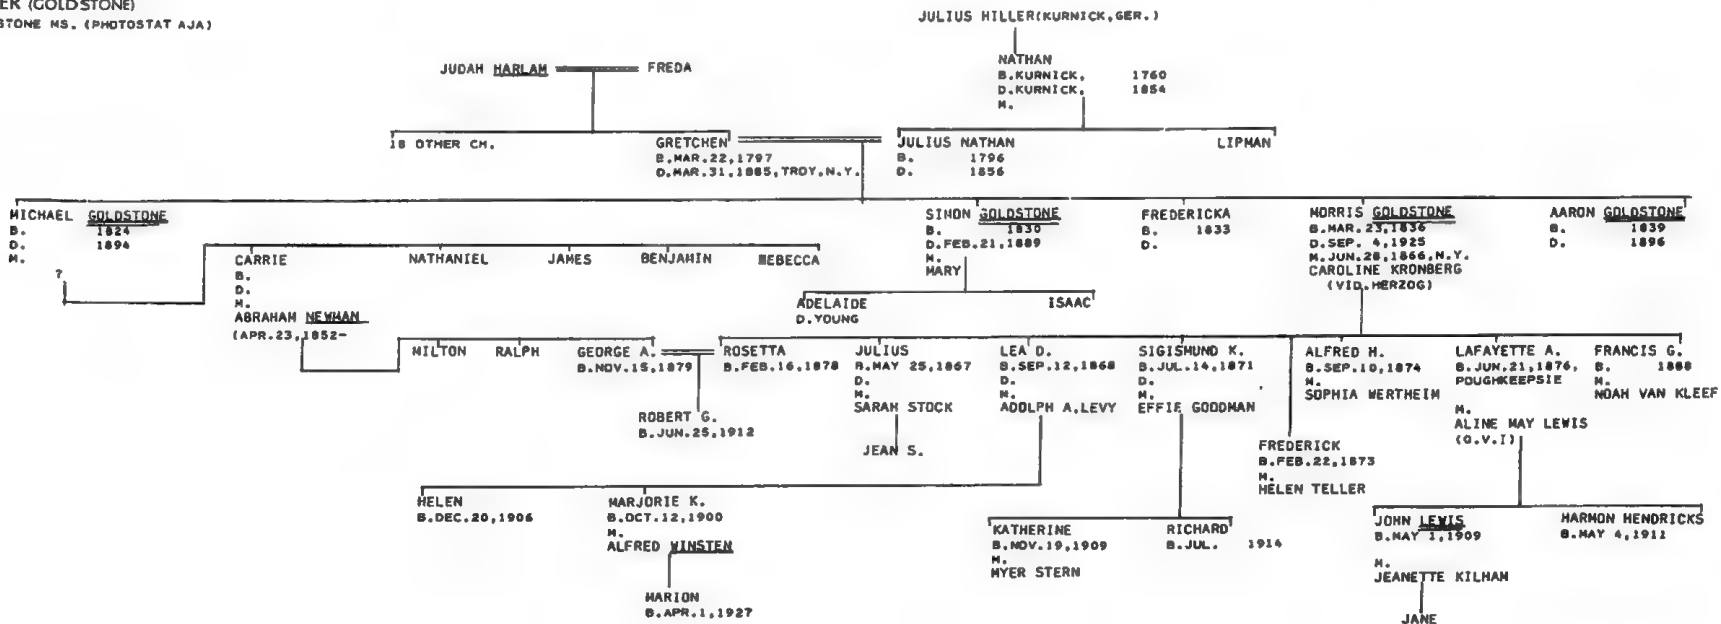 ER (GOLDSTONE)
STONE MS. (PHOTOSTAT AJA)
JULIUS HILLER(KURNICK,GER.)
NATHAN
B.KURNICK, 1760
D.KURNICK, 1854
M.
JUDAH HARLAM FREDA
18 OTHER CH.
GRETCHEN
B.MAR.22,1797
D.MAR.31,1885,TROY,N.Y.
JULIUS NATHAN
B. 1796
D. 1856
LIPMAN
MICHAEL GOLDSTONE
B. 1824
D. 1894
M.
?
SIMON GOLDSTONE
B. 1830
D.FEB.21,1889
M.
MARY
FREDERICKA
B. 1833
D.
MORRIS GOLDSTONE
B.MAR.23,1836
D.SEP. 4,1925
M.JUN.28,1866,N.Y.
CAROLINE KRONBERG
(VID.HERZOG)
AARON GOLDSTONE
B. 1839
D. 1896
CARRIE
B.
D.
M.
ABRAHAM NEWMAN
(APR.23,1852-
NATHANIEL
JAMES
BENJAMIN
REBECCA
ADELAIDE
D.YOUNG
ISAAC
MILTON
RALPH
GEORGE A.
B.NOV.15,1879
ROSETTA
B.FEB.16,1878
JULIUS
B.MAY 25,1867
D.
M.
SARAH STOCK
LEA D.
B.SEP.12,1868
D.
M.
ADOLPH A.LEVY
SIGISMUND K.
B.JUL.14,1871
D.
M.
EFFIE GOODMAN
ALFRED H.
B.SEP.10,1874
M.
SOPHIA WERTHEIM
LAFAYETTE A.
B.JUN.21,1876,
POUGHKEEPSIE
M.
ALINE MAY LEWIS
(Q.V.I)
FRANCIS G.
B. 1888
M.
NOAH VAN KLEEF
ROBERT G.
B.JUN.25,1912
JEAN S.
FREDERICK
B.FEB.22,1873
M.
HELEN TELLER
HELEN
B.DEC.20,1906
MARJORIE K.
B.OCT.12,1900
M.
ALFRED WINSTEN
KATHERINE
B.NOV.19,1909
M.
MYER STERN
RICHARD
B.JUL. 1914
JOHN LEWIS
B.MAY 1,1909
M.
JEANETTE KILHAM
HARMON HENDRICKS
B.MAY 4,1911
MARION
B.APR.1,1927
JANE